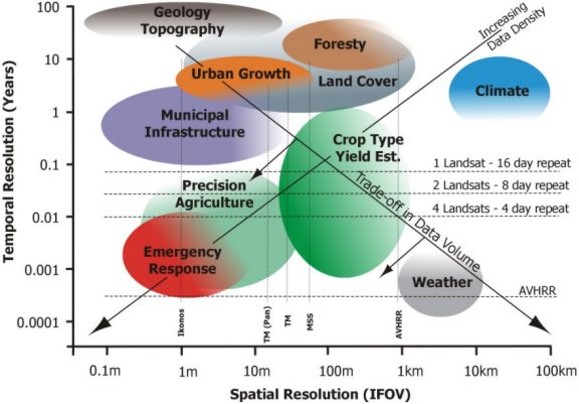 Geology
Topography
Increasing
Data Density
Foresty
Urban Growth
Land Cover
Climate
Municipal
Infrastructure
Crop Type
Yield Est.
1 Landsat - 16 day repeat
Precision
Agriculture
2 Landsats - 8 day repeat
4 Landsats - 4 day repeat
Trade-off in Data Volume
Emergency
Response
Weather
AVHRR
Ikonos
TM (Pan)
TM
MSS
AVHRR
Temporal Resolution (Years)
100
10
1
0.1
0.01
0.001
0.0001
0.1m
1m
10m
100m
1km
10km
100km
Spatial Resolution (IFOV)